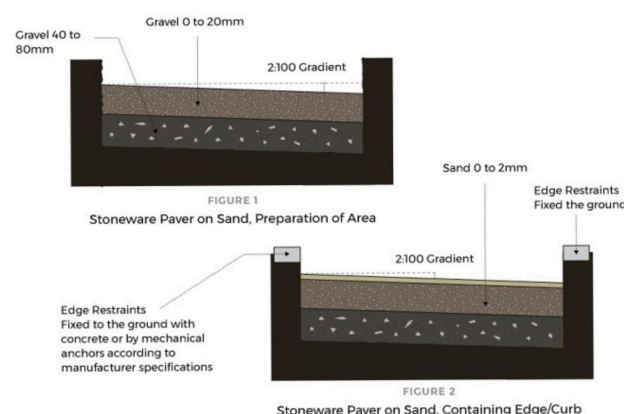 Gravel 0 to 20mm
Gravel 40 to
80mm
2:100 Gradient
FIGURE 1
Stoneware Paver on Sand, Preparation of Area
Sand 0 to 2mm
Edge Restraints
Fixed the ground
2:100 Gradient
Edge Restraints
Fixed to the ground with
concrete or by mechanical
anchors according to
manufacturer specifications
FIGURE 2
Stoneware Paver on Sand, Containing Edge/Curb